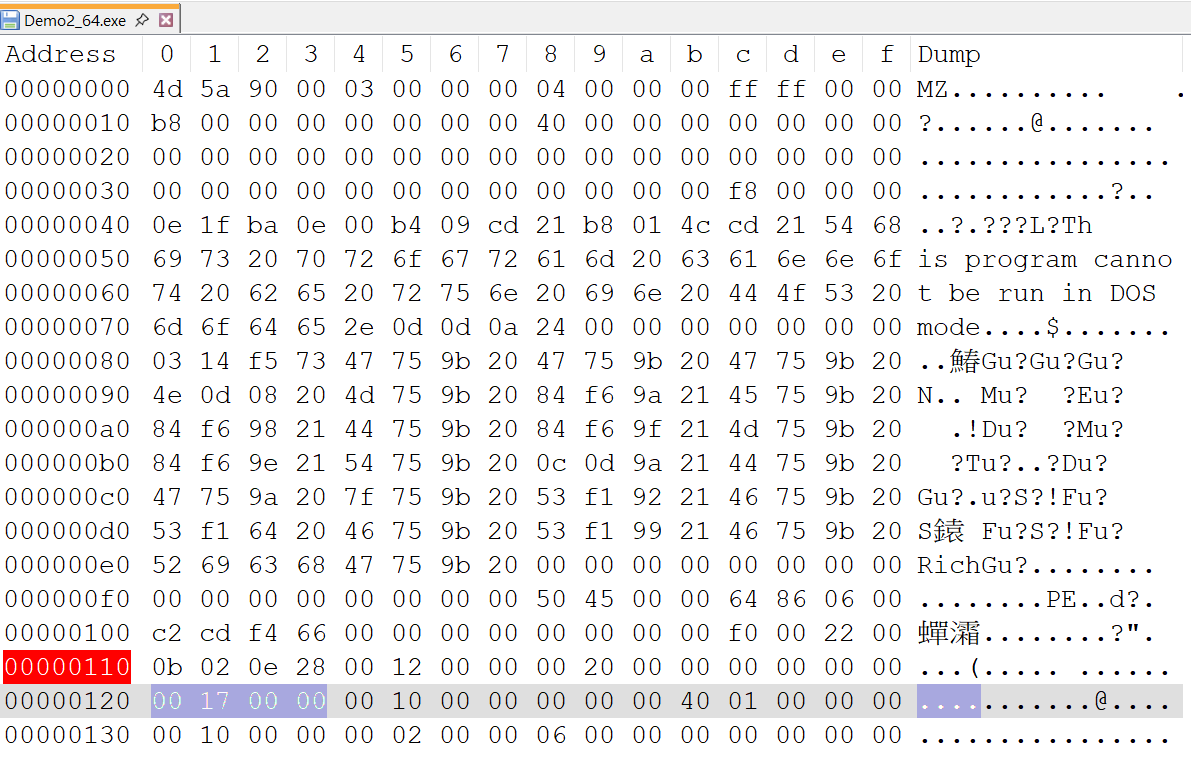 Demo2_64.exe
Address 0 1 2 3 4 5 6 7 8 9 a b c d e f Dump
00000000 4d 5a 90 00 03 00 00 00 04 00 00 00 ff ff 00 00 MZ.......... .
00000010 b8 00 00 00 00 00 00 00 40 00 00 00 00 00 00 00 ?......@.......
00000020 00 00 00 00 00 00 00 00 00 00 00 00 00 00 00 00 ................
00000030 00 00 00 00 00 00 00 00 00 00 00 00 f8 00 00 00 ............?..
00000040 0e 1f ba 0e 00 b4 09 cd 21 b8 01 4c cd 21 54 68 ..?.???L?Th
00000050 69 73 20 70 72 6f 67 72 61 6d 20 63 61 6e 6e 6f is program canno
00000060 74 20 62 65 20 72 75 6e 20 69 6e 20 44 4f 53 20 t be run in DOS
00000070 6d 6f 64 65 2e 0d 0d 0a 24 00 00 00 00 00 00 00 mode....$.......
00000080 03 14 f5 73 47 75 9b 20 47 75 9b 20 47 75 9b 20 ..鰆Gu?Gu?Gu?
00000090 4e 0d 08 20 4d 75 9b 20 84 f6 9a 21 45 75 9b 20 N.. Mu? ?Eu?
000000a0 84 f6 98 21 44 75 9b 20 84 f6 9f 21 4d 75 9b 20 .!Du? ?Mu?
000000b0 84 f6 9e 21 54 75 9b 20 0c 0d 9a 21 44 75 9b 20 ?Tu?..?Du?
000000c0 47 75 9a 20 7f 75 9b 20 53 f1 92 21 46 75 9b 20 Gu?.u?S?!Fu?
000000d0 53 f1 64 20 46 75 9b 20 53 f1 99 21 46 75 9b 20 S鎱 Fu?S?!Fu?
000000e0 52 69 63 68 47 75 9b 20 00 00 00 00 00 00 00 00 RichGu?........
000000f0 00 00 00 00 00 00 00 00 50 45 00 00 64 86 06 00 ........PE..d?.
00000100 c2 cd f4 66 00 00 00 00 00 00 00 00 f0 00 22 00 蟬灞........?".
00000110 0b 02 0e 28 00 12 00 00 00 20 00 00 00 00 00 00 ...(..... ......
00000120 00 17 00 00 00 10 00 00 00 00 00 40 01 00 00 00 ...........@....
00000130 00 10 00 00 00 02 00 00 06 00 00 00 00 00 00 00 ................